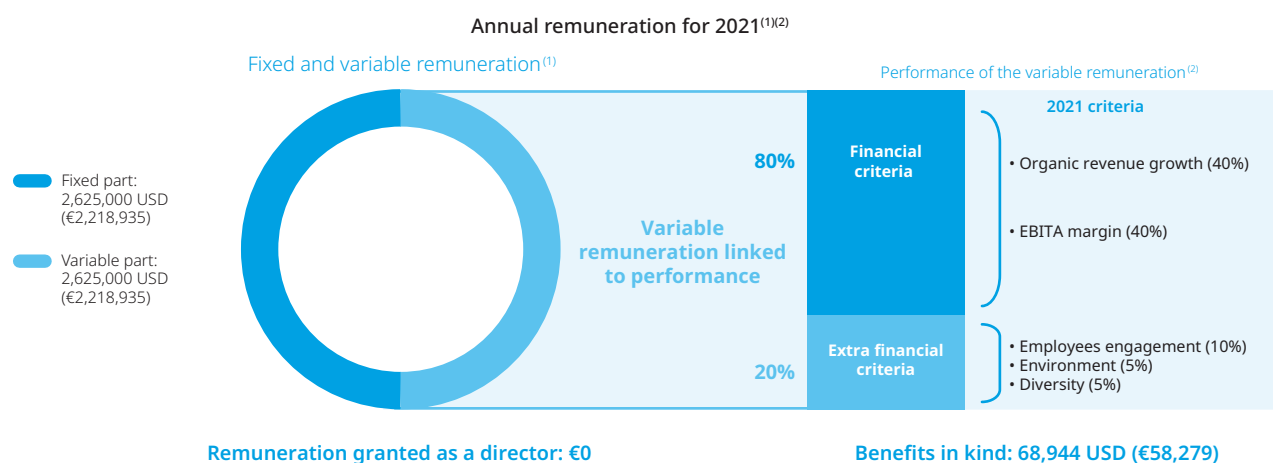 Annual remuneration for 2021(1)(2)
Fixed and variable remuneration(1)
Fixed part:
2,625,000 USD
(€2,218,935)
Variable part:
2,625,000 USD
(€2,218,935)
Variable
remuneration linked
to performance
Performance of the variable remuneration(2)
80%
Financial
criteria
20%
Extra financial
criteria
2021 criteria
• Organic revenue growth (40%)
• EBITA margin (40%)
• Employees engagement (10%)
• Environment (5%)
• Diversity (5%)
Remuneration granted as a director: €0
Benefits in kind: 68,944 USD (€58,279)